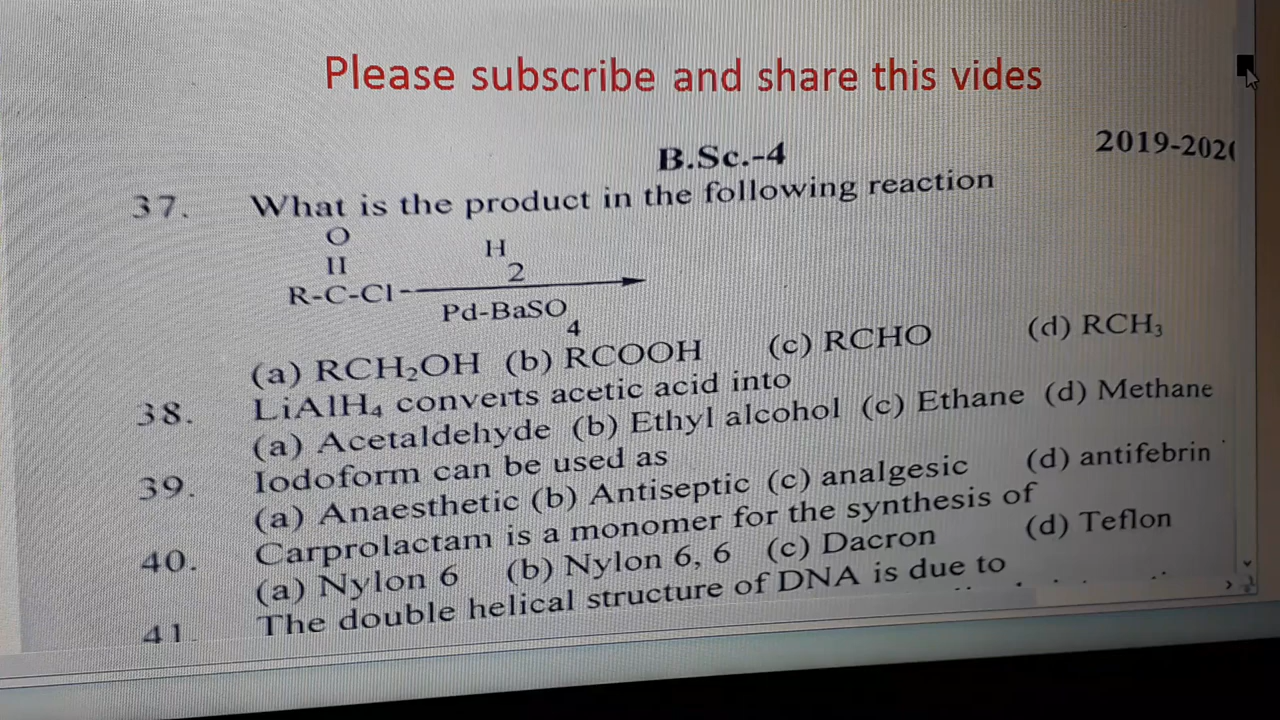 Please subscribe and share this vides
B.Sc.-4
2019-202
37. What is the product in the following reaction
O
II
R-C-Cl
H
2
Pd-BaSO
4
(a) RCH₂OH (b) RCOOH (c) RCHO (d) RCH₃
38. LiAlH₄ converts acetic acid into
(a) Acetaldehyde (b) Ethyl alcohol (c) Ethane (d) Methane
39. Iodoform can be used as
(a) Anaesthetic (b) Antiseptic (c) analgesic (d) antifebrin
40. Carprolactam is a monomer for the synthesis of
(a) Nylon 6 (b) Nylon 6, 6 (c) Dacron (d) Teflon
41 The double helical structure of DNA is due to